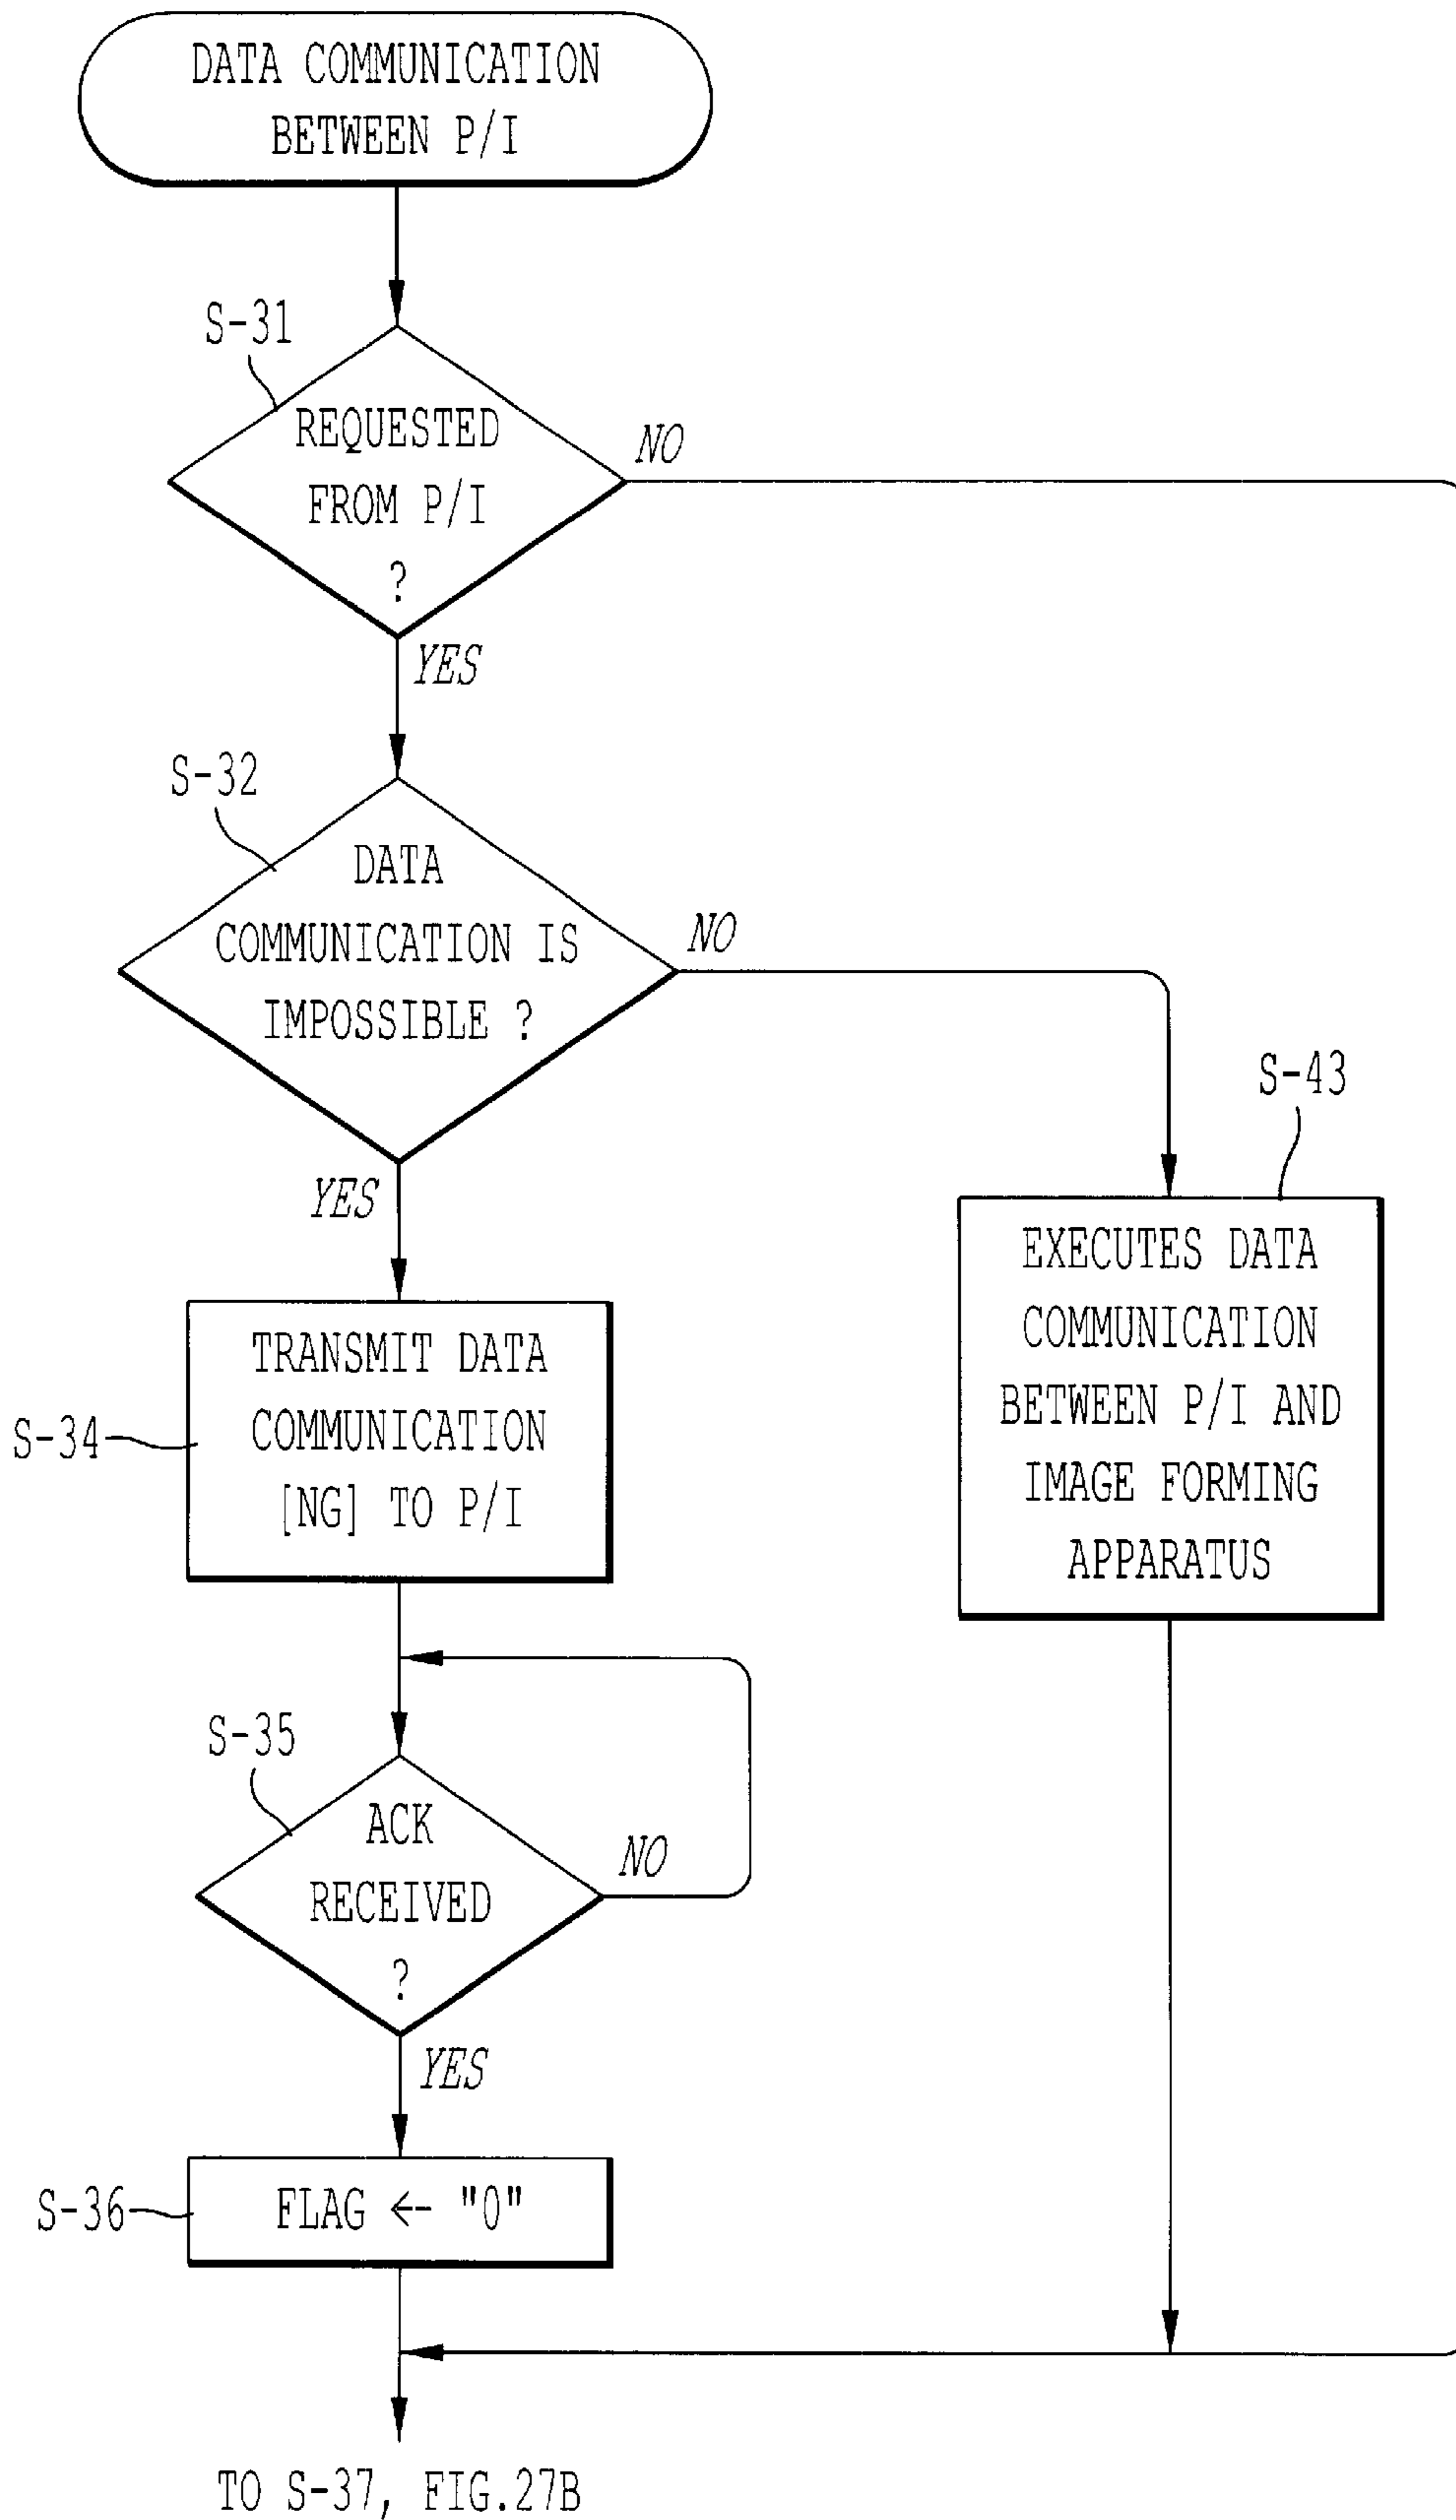 DATA COMMUNICATION
BETWEEN P/I
S-31
REQUESTED
FROM P/I
?
NO
YES
S-32
DATA
COMMUNICATION IS
IMPOSSIBLE ?
NO
YES
S-43
EXECUTES DATA
COMMUNICATION
BETWEEN P/I AND
IMAGE FORMING
APPARATUS
S-34
TRANSMIT DATA
COMMUNICATION
[NG] TO P/I
S-35
ACK
RECEIVED
?
NO
YES
S-36
FLAG ← "0"
TO S-37, FIG.27B